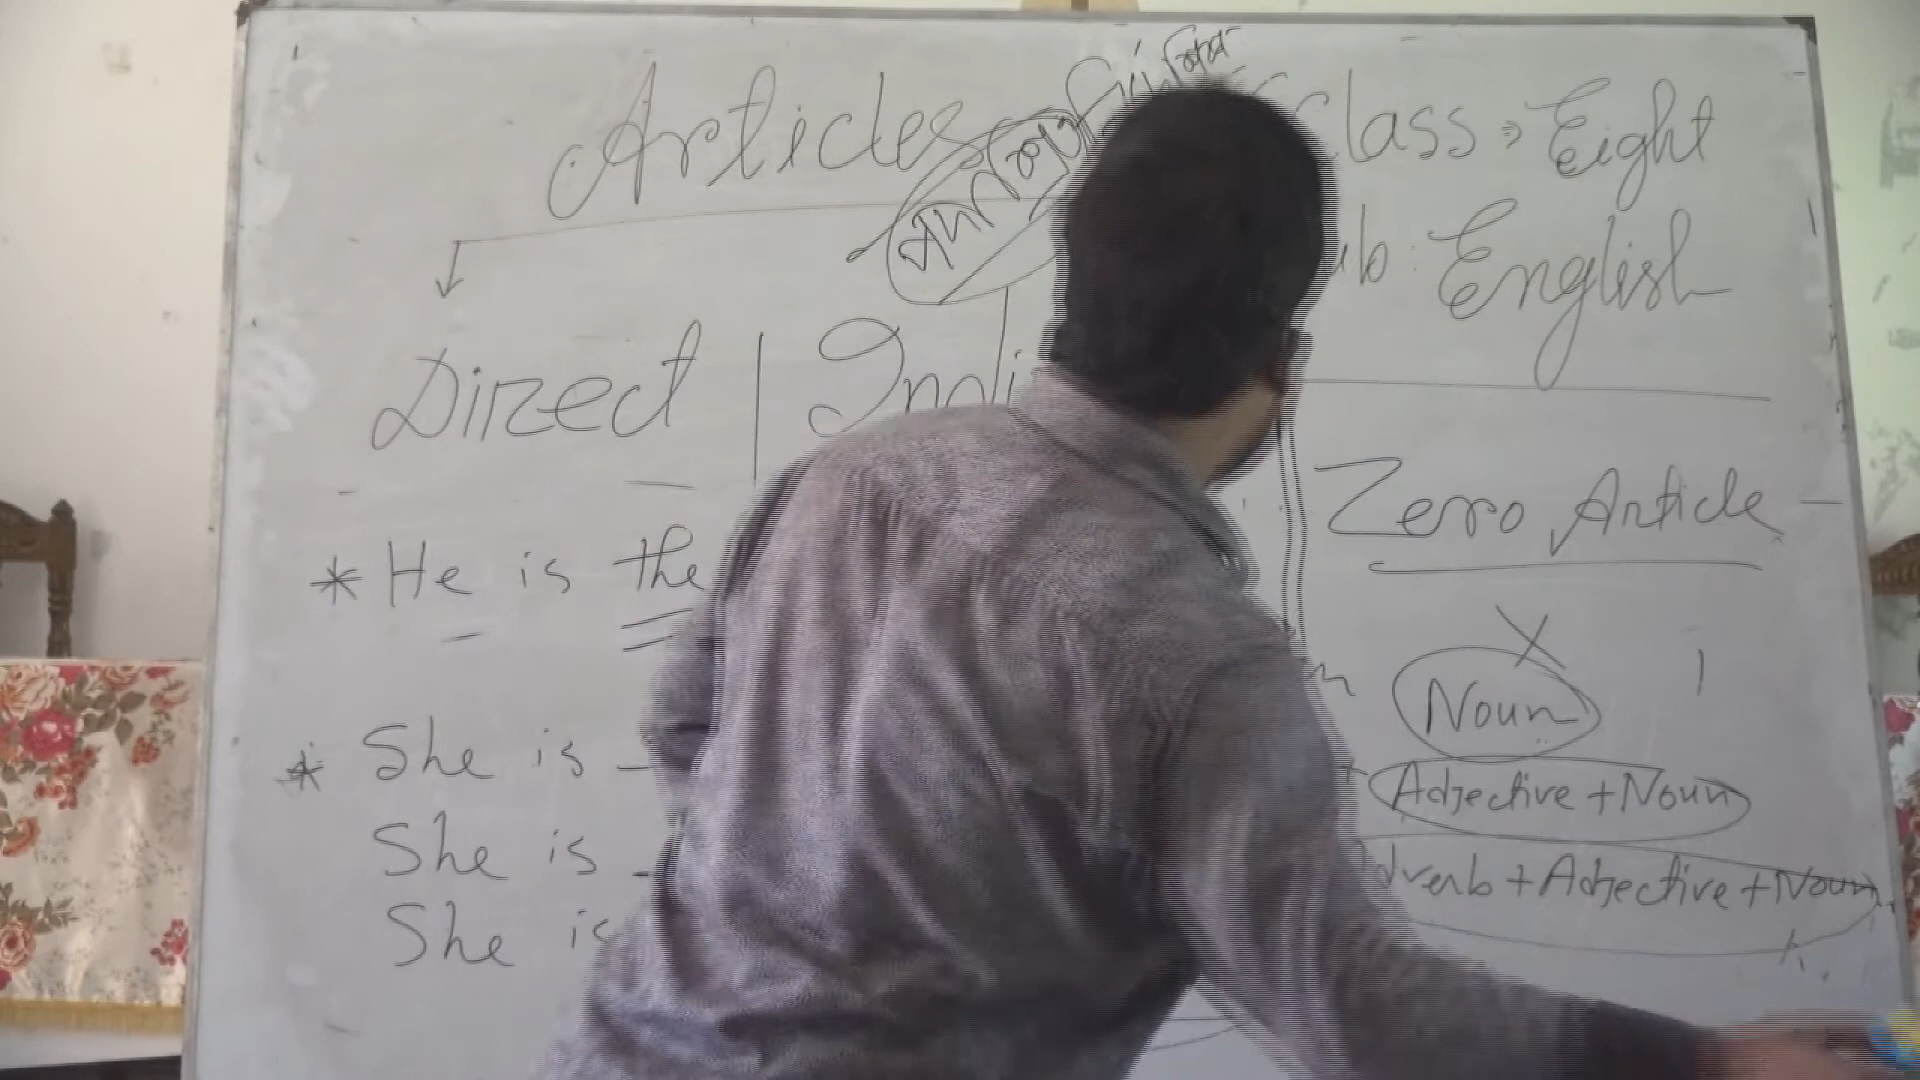 Articles
class : Eight
English
Direct | Indi
Zero Article
* He is the
Noun
* She is
Adjective + Noun
She is
dverb + Adjective + Noun
She is